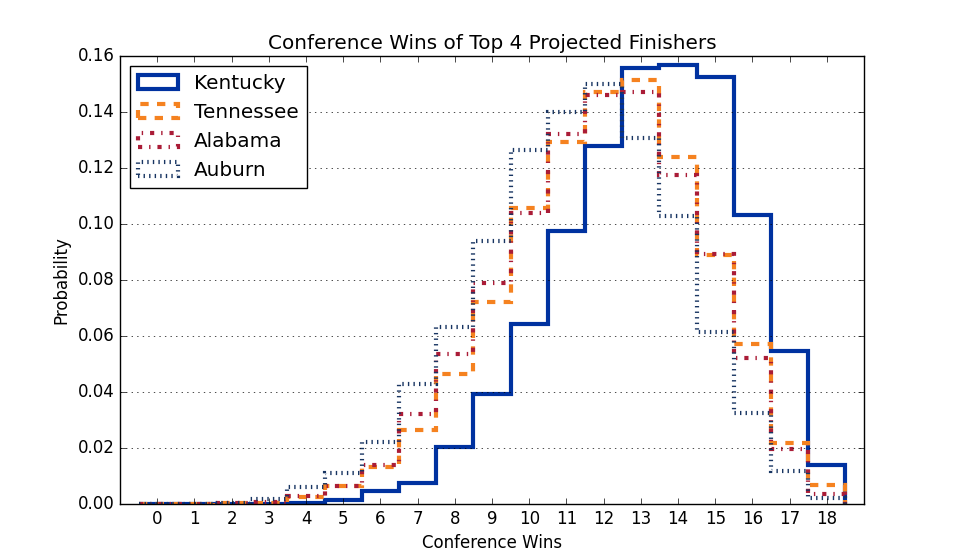 Conference Wins of Top 4 Projected Finishers
0.16
0.14
0.12
0.10
0.08
0.06
0.04
0.02
0.00
Probability
Kentucky
Tennessee
Alabama
Auburn
0 1 2 3 4 5 6 7 8 9 10 11 12 13 14 15 16 17 18
Conference Wins